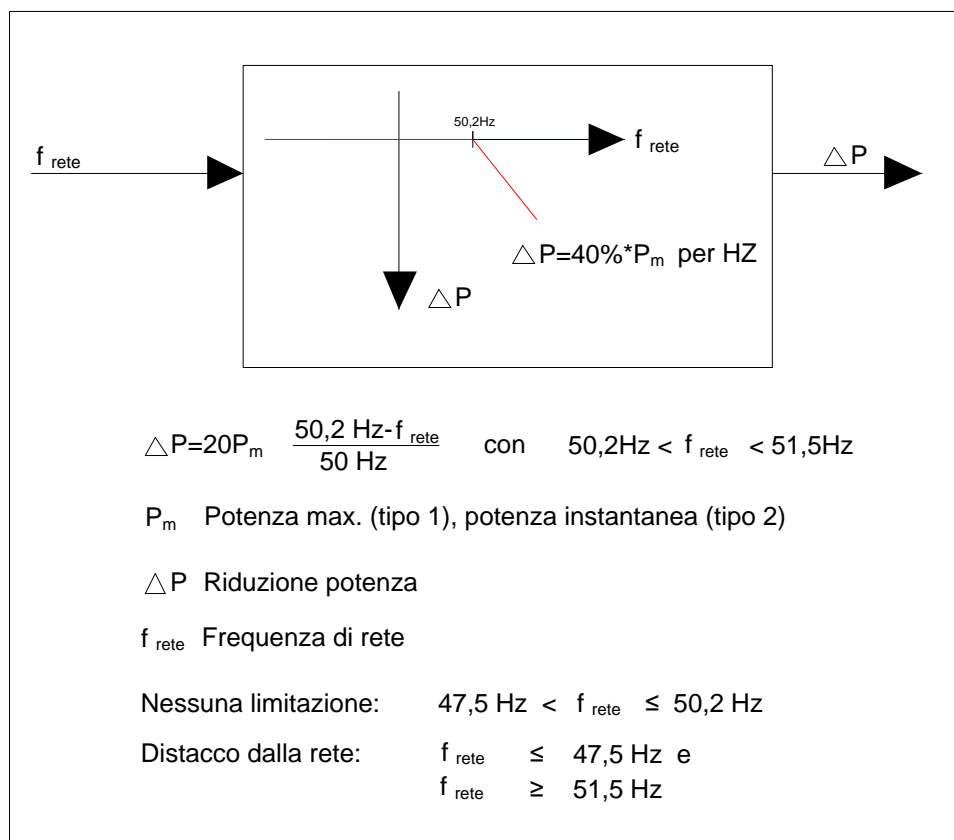 50,2Hz
f rete
f rete
△P
△P=40%*Pm per HZ
△P
△P=20Pm 50,2 Hz-f rete / 50 Hz con 50,2Hz < f rete < 51,5Hz
Pm Potenza max. (tipo 1), potenza instantanea (tipo 2)
△P Riduzione potenza
f rete Frequenza di rete
Nessuna limitazione: 47,5 Hz < f rete ≤ 50,2 Hz
Distacco dalla rete: f rete ≤ 47,5 Hz e
f rete ≥ 51,5 Hz